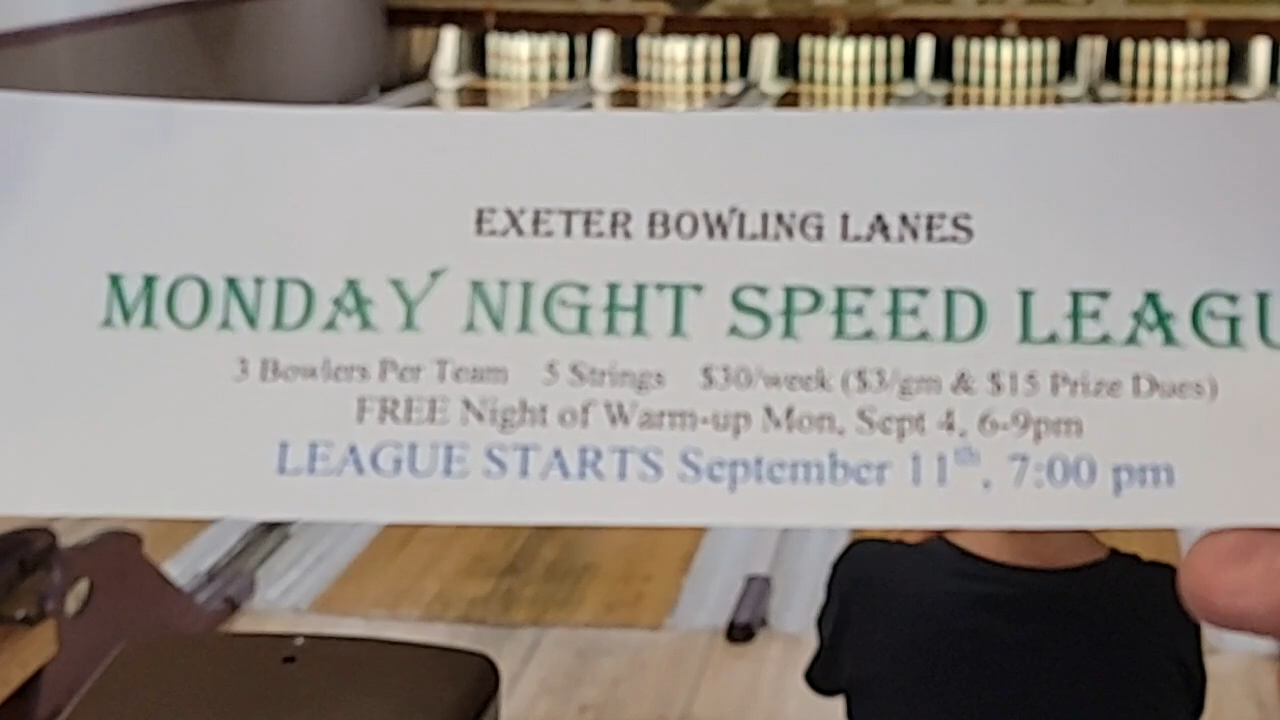 EXETER BOWLING LANES
MONDAY NIGHT SPEED LEAGU
3 Bowlers Per Team 5 Strings $30/week ($3/gm & $15 Prize Dues)
FREE Night of Warm-up Mon, Sept 4, 6-9pm
LEAGUE STARTS September 11th, 7:00 pm